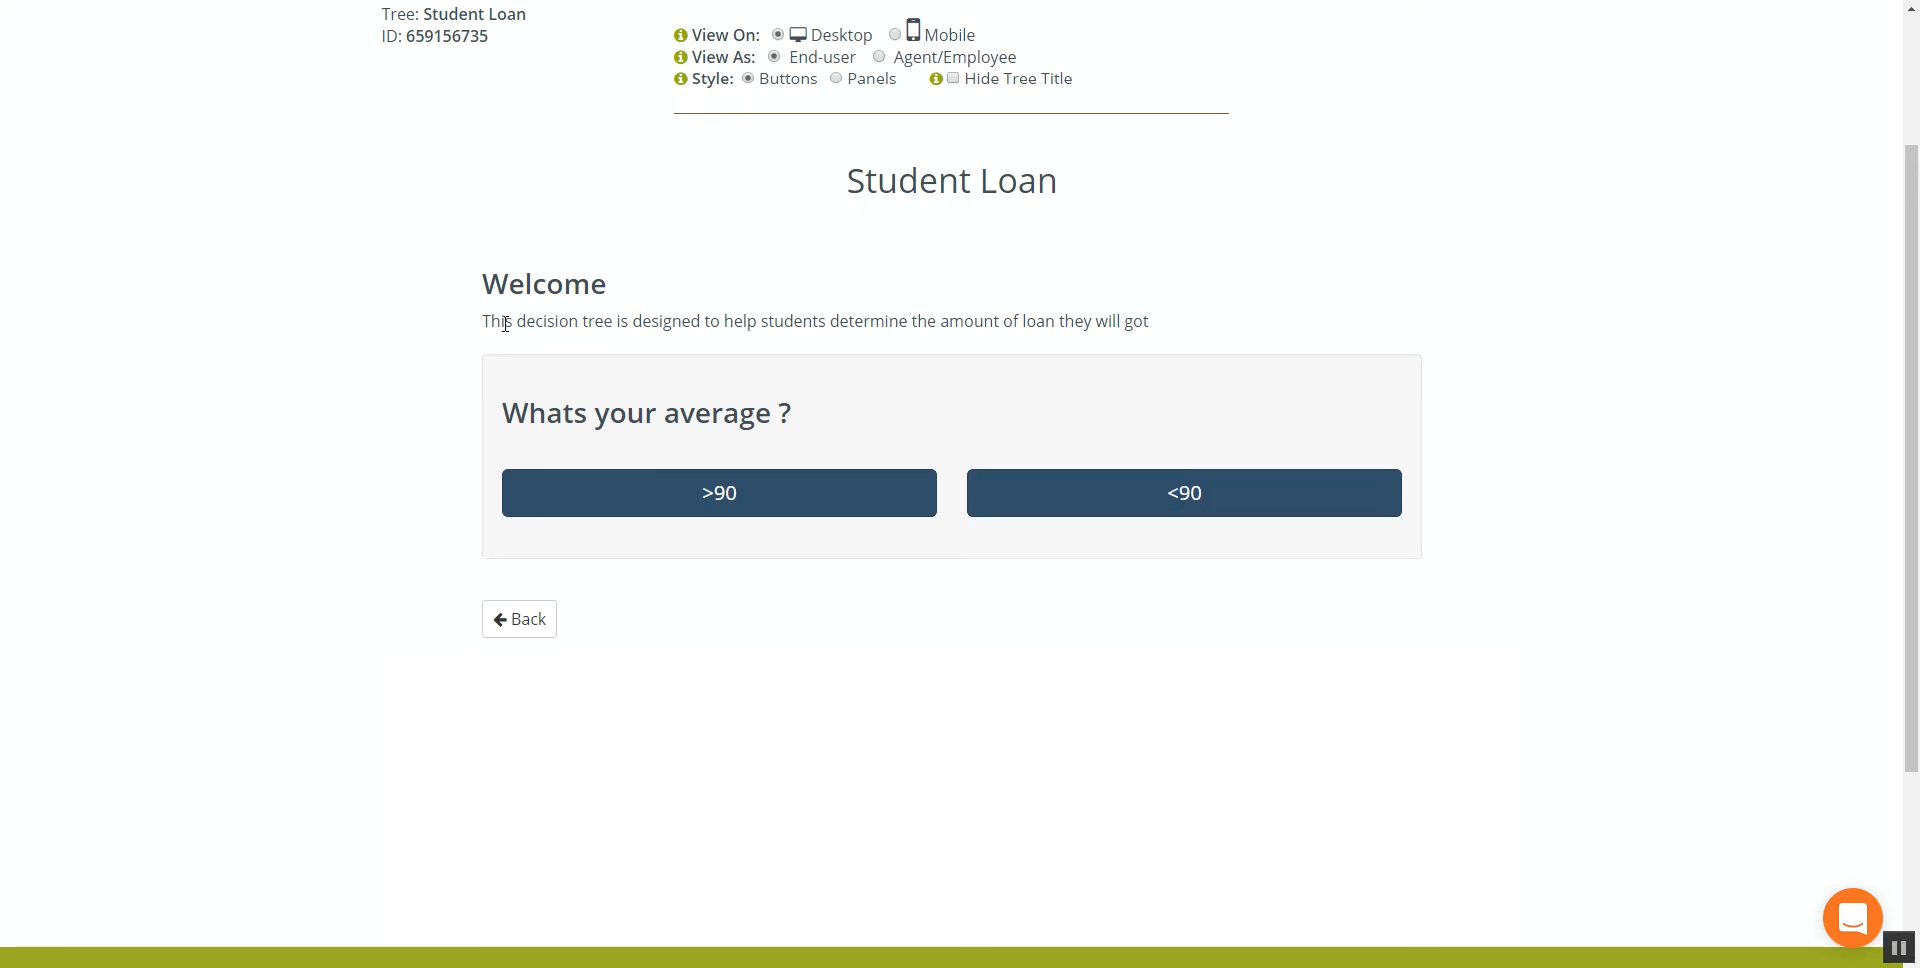 Tree: Student Loan
ID: 659156735
View On: Desktop Mobile
View As: End-user Agent/Employee
Style: Buttons Panels Hide Tree Title
Student Loan
Welcome
This decision tree is designed to help students determine the amount of loan they will got
Whats your average ?
>90 <90
Back